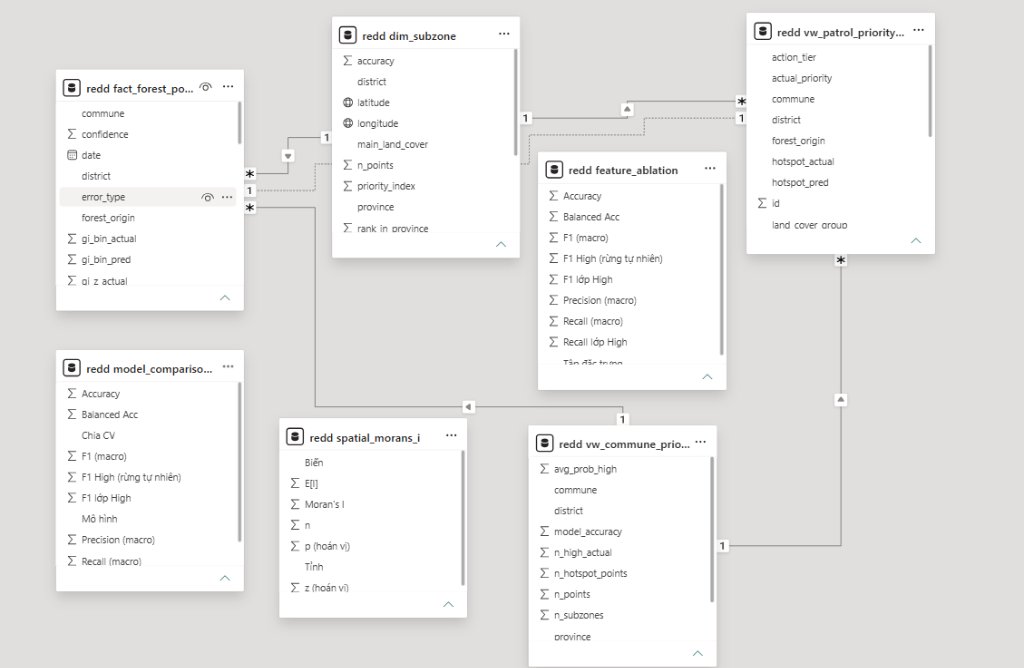 redd fact_forest_po...
commune
confidence
date
district
error_type
forest_origin
gi_bin_actual
gi_bin_pred
gi_z_actual
redd dim_subzone
accuracy
district
latitude
longitude
main_land_cover
n_points
priority_index
province
rank_in_province
redd vw_patrol_priority...
action_tier
actual_priority
commune
district
forest_origin
hotspot_actual
hotspot_pred
id
land_cover_group
redd feature_ablation
Accuracy
Balanced Acc
F1 (macro)
F1 High (rừng tự nhiên)
F1 lớp High
Precision (macro)
Recall (macro)
Recall lớp High
Tập đặc trưng
redd model_compariso...
Accuracy
Balanced Acc
Chia CV
F1 (macro)
F1 High (rừng tự nhiên)
F1 lớp High
Mô hình
Precision (macro)
Recall (macro)
redd spatial_morans_i
Biến
E[I]
Moran's I
n
p (hoán vị)
Tỉnh
z (hoán vị)
redd vw_commune_prio...
avg_prob_high
commune
district
model_accuracy
n_high_actual
n_hotspot_points
n_points
n_subzones
province
1
*
1
*
1
*
1
1
*
1